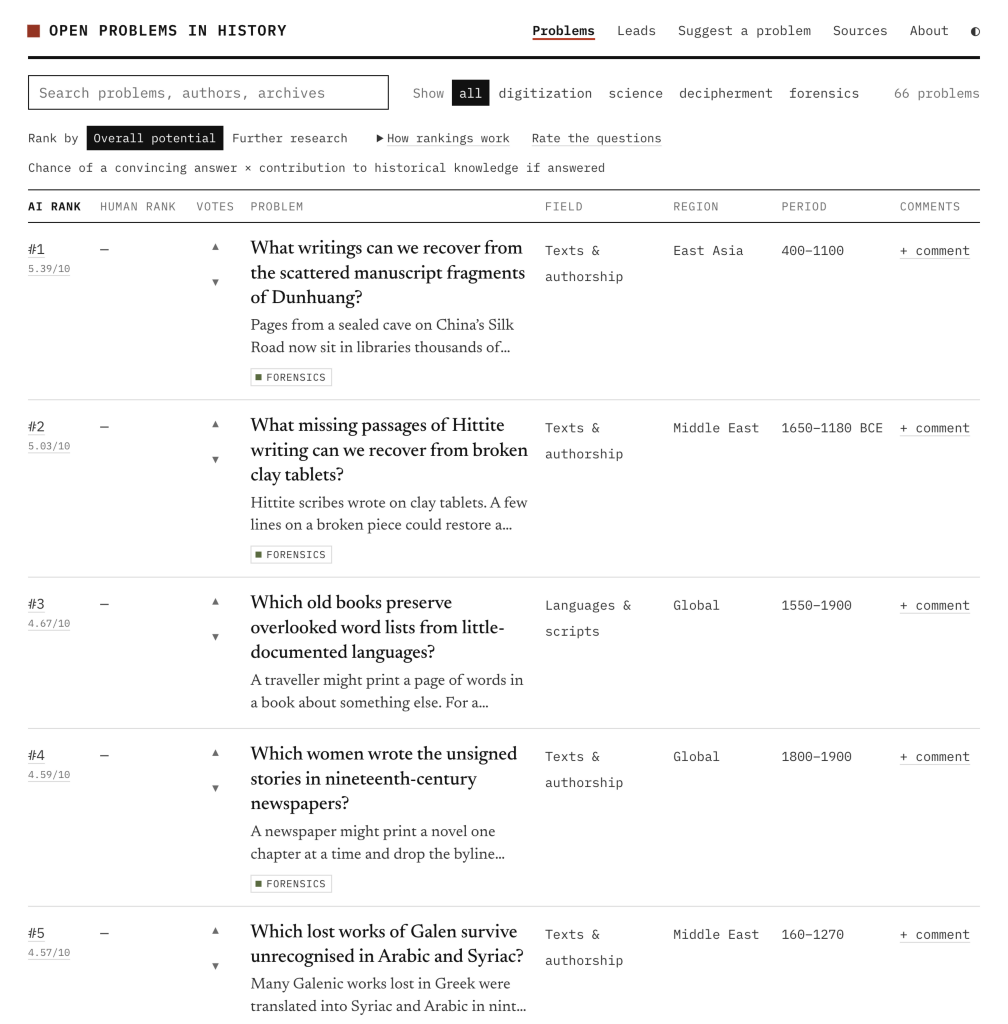 OPEN PROBLEMS IN HISTORY
Problems Leads Suggest a problem Sources About
Search problems, authors, archives
Show all digitization science decipherment forensics 66 problems
Rank by Overall potential Further research ▶ How rankings work Rate the questions
Chance of a convincing answer × contribution to historical knowledge if answered
AI RANK HUMAN RANK VOTES PROBLEM FIELD REGION PERIOD COMMENTS
#1 — ▲ What writings can we recover from Texts & East Asia 400–1100 + comment
5.39/10 the scattered manuscript fragments authorship
▼ of Dunhuang?
Pages from a sealed cave on China’s Silk
Road now sit in libraries thousands of…
FORENSICS
#2 — ▲ What missing passages of Hittite Texts & Middle East 1650–1180 BCE + comment
5.03/10 writing can we recover from broken authorship
▼ clay tablets?
Hittite scribes wrote on clay tablets. A few
lines on a broken piece could restore a…
FORENSICS
#3 — ▲ Which old books preserve Languages & Global 1550–1900 + comment
4.67/10 overlooked word lists from little- scripts
▼ documented languages?
A traveller might print a page of words in
a book about something else. For a…
#4 — ▲ Which women wrote the unsigned Texts & Global 1800–1900 + comment
4.59/10 stories in nineteenth-century authorship
▼ newspapers?
A newspaper might print a novel one
chapter at a time and drop the byline…
FORENSICS
#5 — ▲ Which lost works of Galen survive Texts & Middle East 160–1270 + comment
4.57/10 unrecognised in Arabic and Syriac? authorship
▼ Many Galenic works lost in Greek were
translated into Syriac and Arabic in nint…